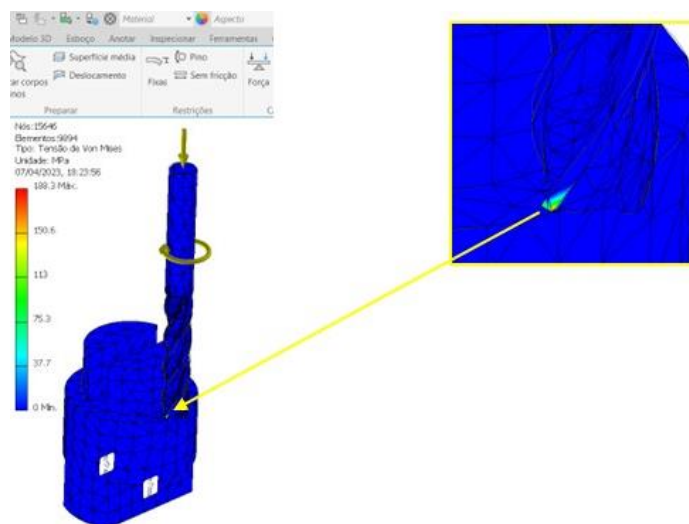 Material
Aspecto
Modelo 3D Esboço Anotar Inspecionar Ferramentas
Superfície média
Deslocamento
Fixas
Pino
Sem fricção
Força
Preparar
Restrições
Nós:15646
Elementos:9894
Tipo: Tensão de Von Mises
Unidade: MPa
07/04/2023, 18:23:56
188.3 Máx.
150.6
113
75.3
37.7
0 Mín.